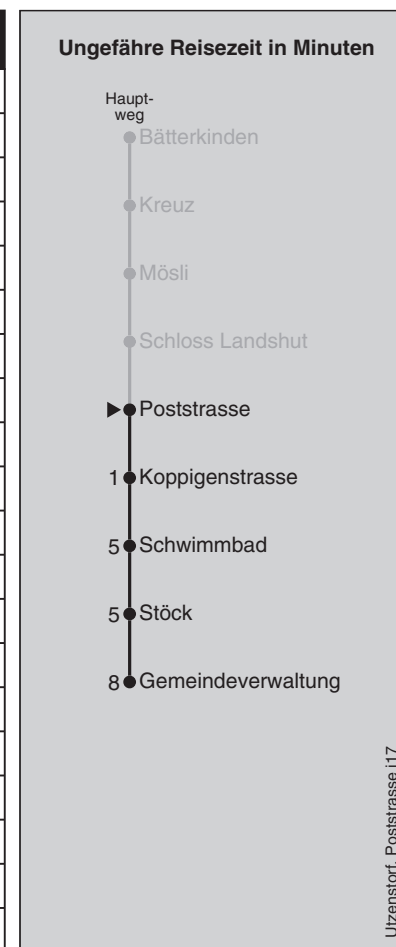 Ungefähre Reisezeit in Minuten
Haupt-
weg
Bätterkinden
Kreuz
Mösli
Schloss Landshut
Poststrasse
1 Koppigenstrasse
5 Schwimmbad
5 Stöck
8 Gemeindeverwaltung
Utzenstorf, Poststrasse i17